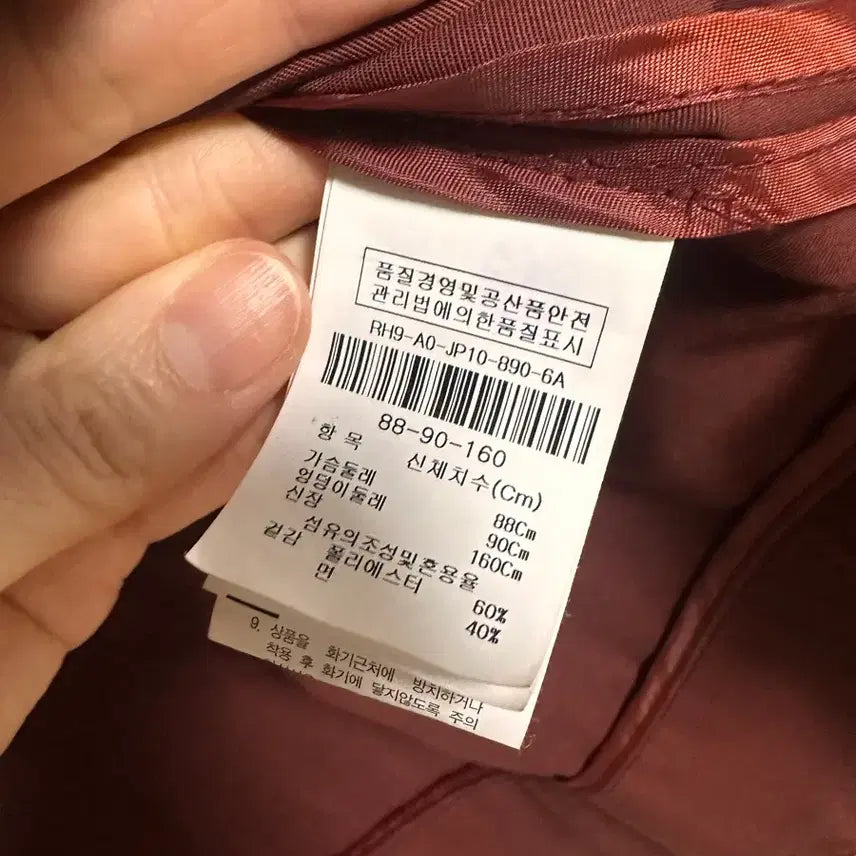 품질경영및공산품안전
관리법에의한품질표시
RH9-A0-JP10-890-6A
88-90-160
항 목 신체치수(Cm)
가슴둘레 88Cm
엉덩이둘레 90Cm
신장 160Cm
섬유의조성및혼용율
겉감 폴리에스터 60%
면 40%
9. 상품을 화기근처에 방치하거나
착용 후 화기에 닿지않도록 주의